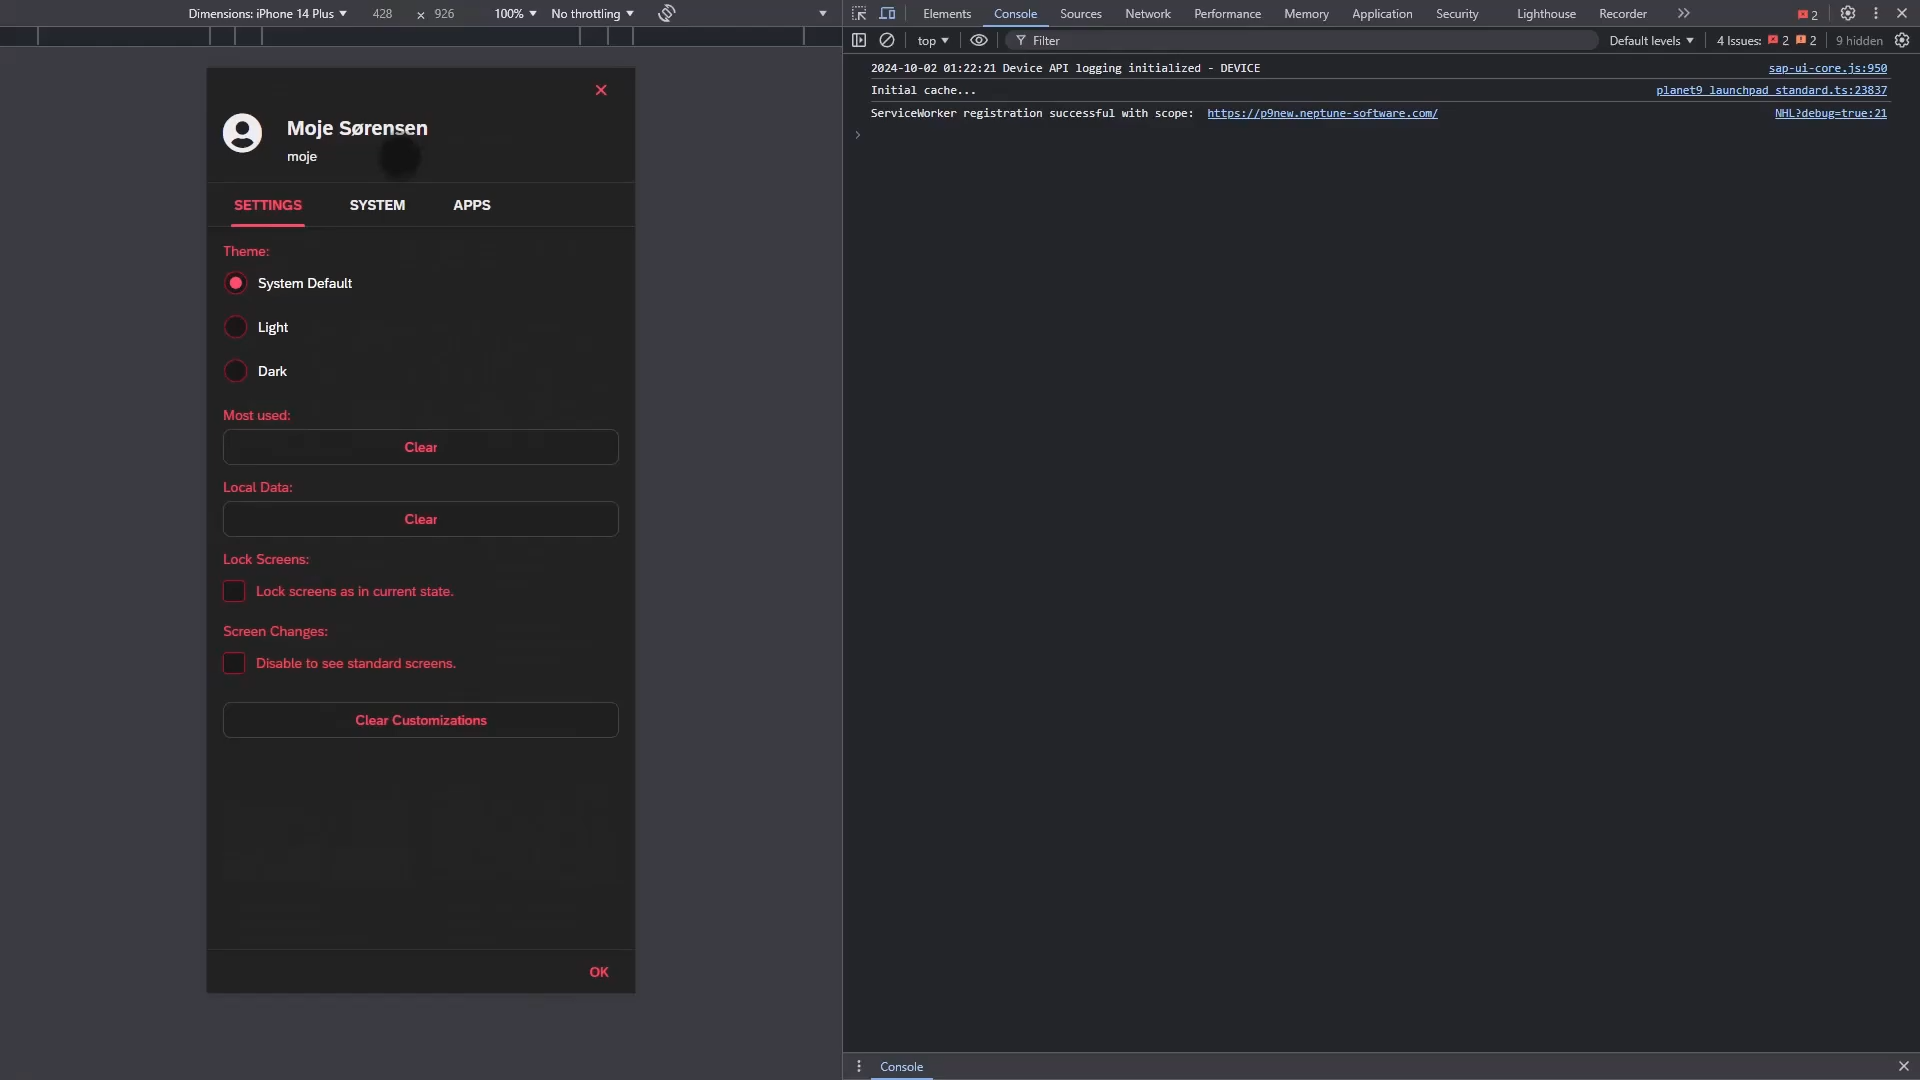 Dimensions: iPhone 14 Plus 428 × 926 100% No throttling
Elements Console Sources Network Performance Memory Application Security Lighthouse Recorder 2
top Filter Default levels 4 Issues: 2 2 9 hidden
2024-10-02 01:22:21 Device API logging initialized - DEVICE sap-ui-core.js:950
Initial cache... planet9_launchpad_standard.ts:23837
ServiceWorker registration successful with scope: https://p9new.neptune-software.com/ NHL?debug=true:21
Moje Sørensen
moje
SETTINGS SYSTEM APPS
Theme:
System Default
Light
Dark
Most used:
Clear
Local Data:
Clear
Lock Screens:
Lock screens as in current state.
Screen Changes:
Disable to see standard screens.
Clear Customizations
OK
Console